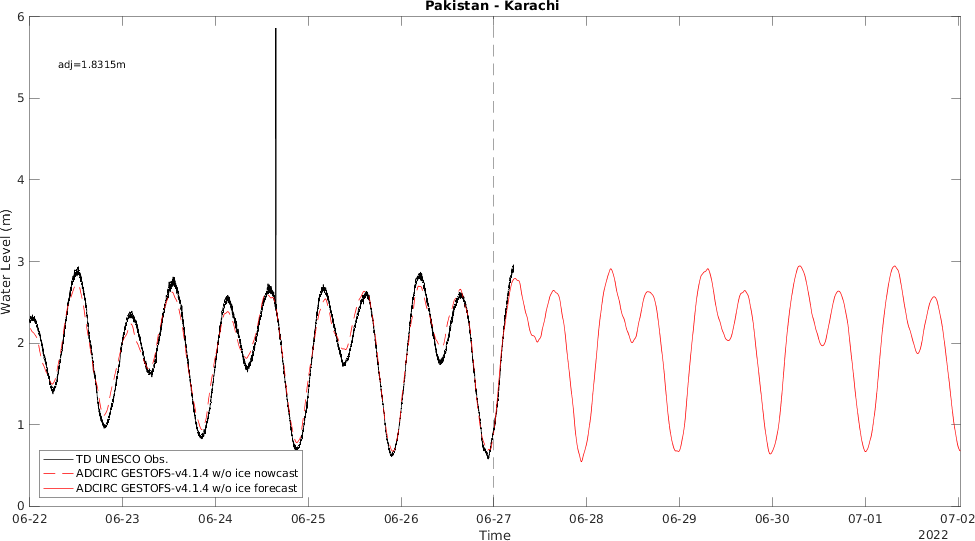 Pakistan - Karachi
6
adj=1.8315m
5
4
3
2
1
0
Water Level (m)
TD UNESCO Obs.
ADCIRC GESTOFS-v4.1.4 w/o ice nowcast
ADCIRC GESTOFS-v4.1.4 w/o ice forecast
06-22 06-23 06-24 06-25 06-26 06-27 06-28 06-29 06-30 07-01 07-02
Time
2022